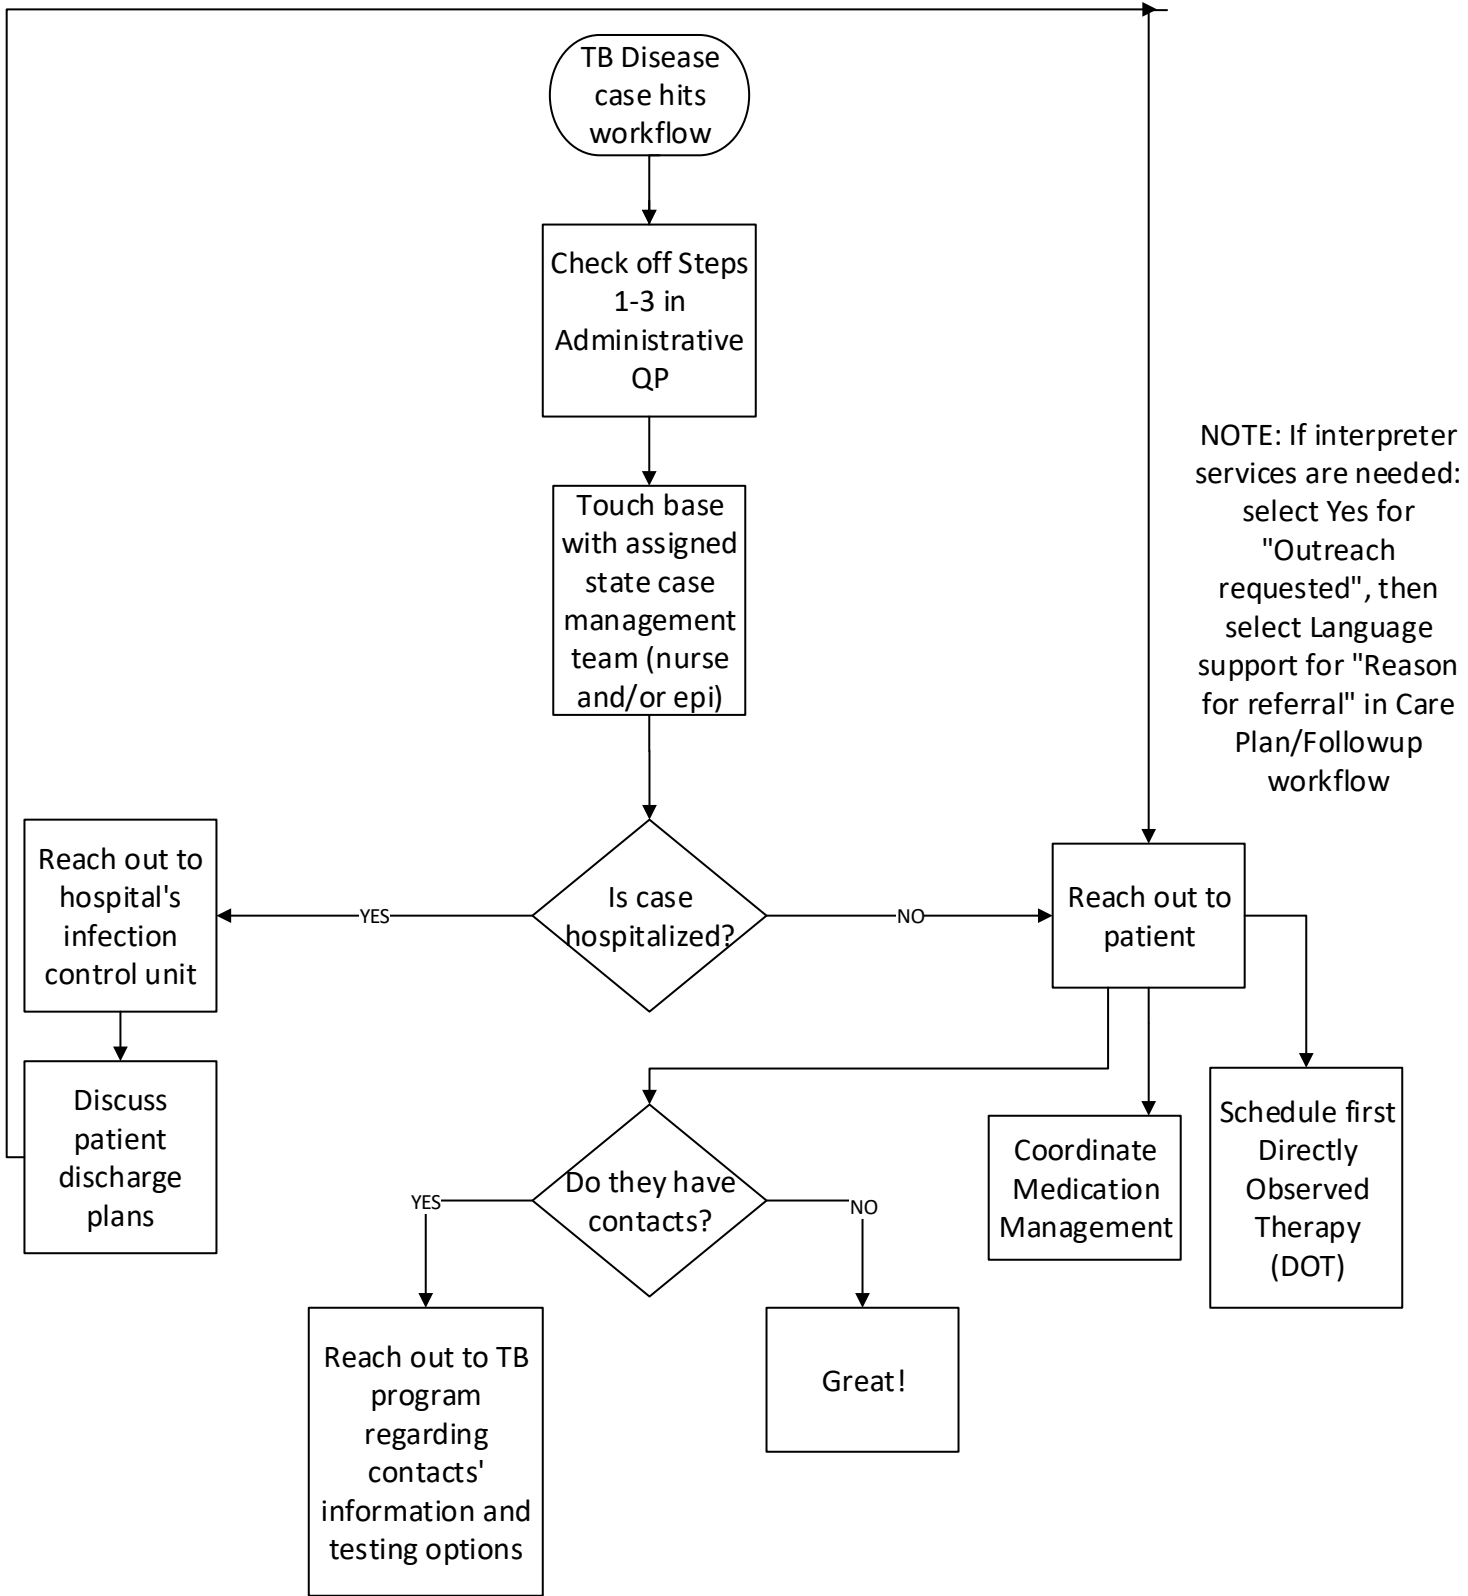 TB Disease
case hits
workflow
Check off Steps
1-3 in
Administrative
QP
Touch base
with assigned
state case
management
team (nurse
and/or epi)
NOTE: If interpreter
services are needed:
select Yes for
"Outreach
requested", then
select Language
support for "Reason
for referral" in Care
Plan/Followup
workflow
Is case
hospitalized?
YES
NO
Reach out to
hospital's
infection
control unit
Discuss
patient
discharge
plans
Reach out to
patient
Do they have
contacts?
YES
NO
Reach out to TB
program
regarding
contacts'
information and
testing options
Great!
Coordinate
Medication
Management
Schedule first
Directly
Observed
Therapy
(DOT)